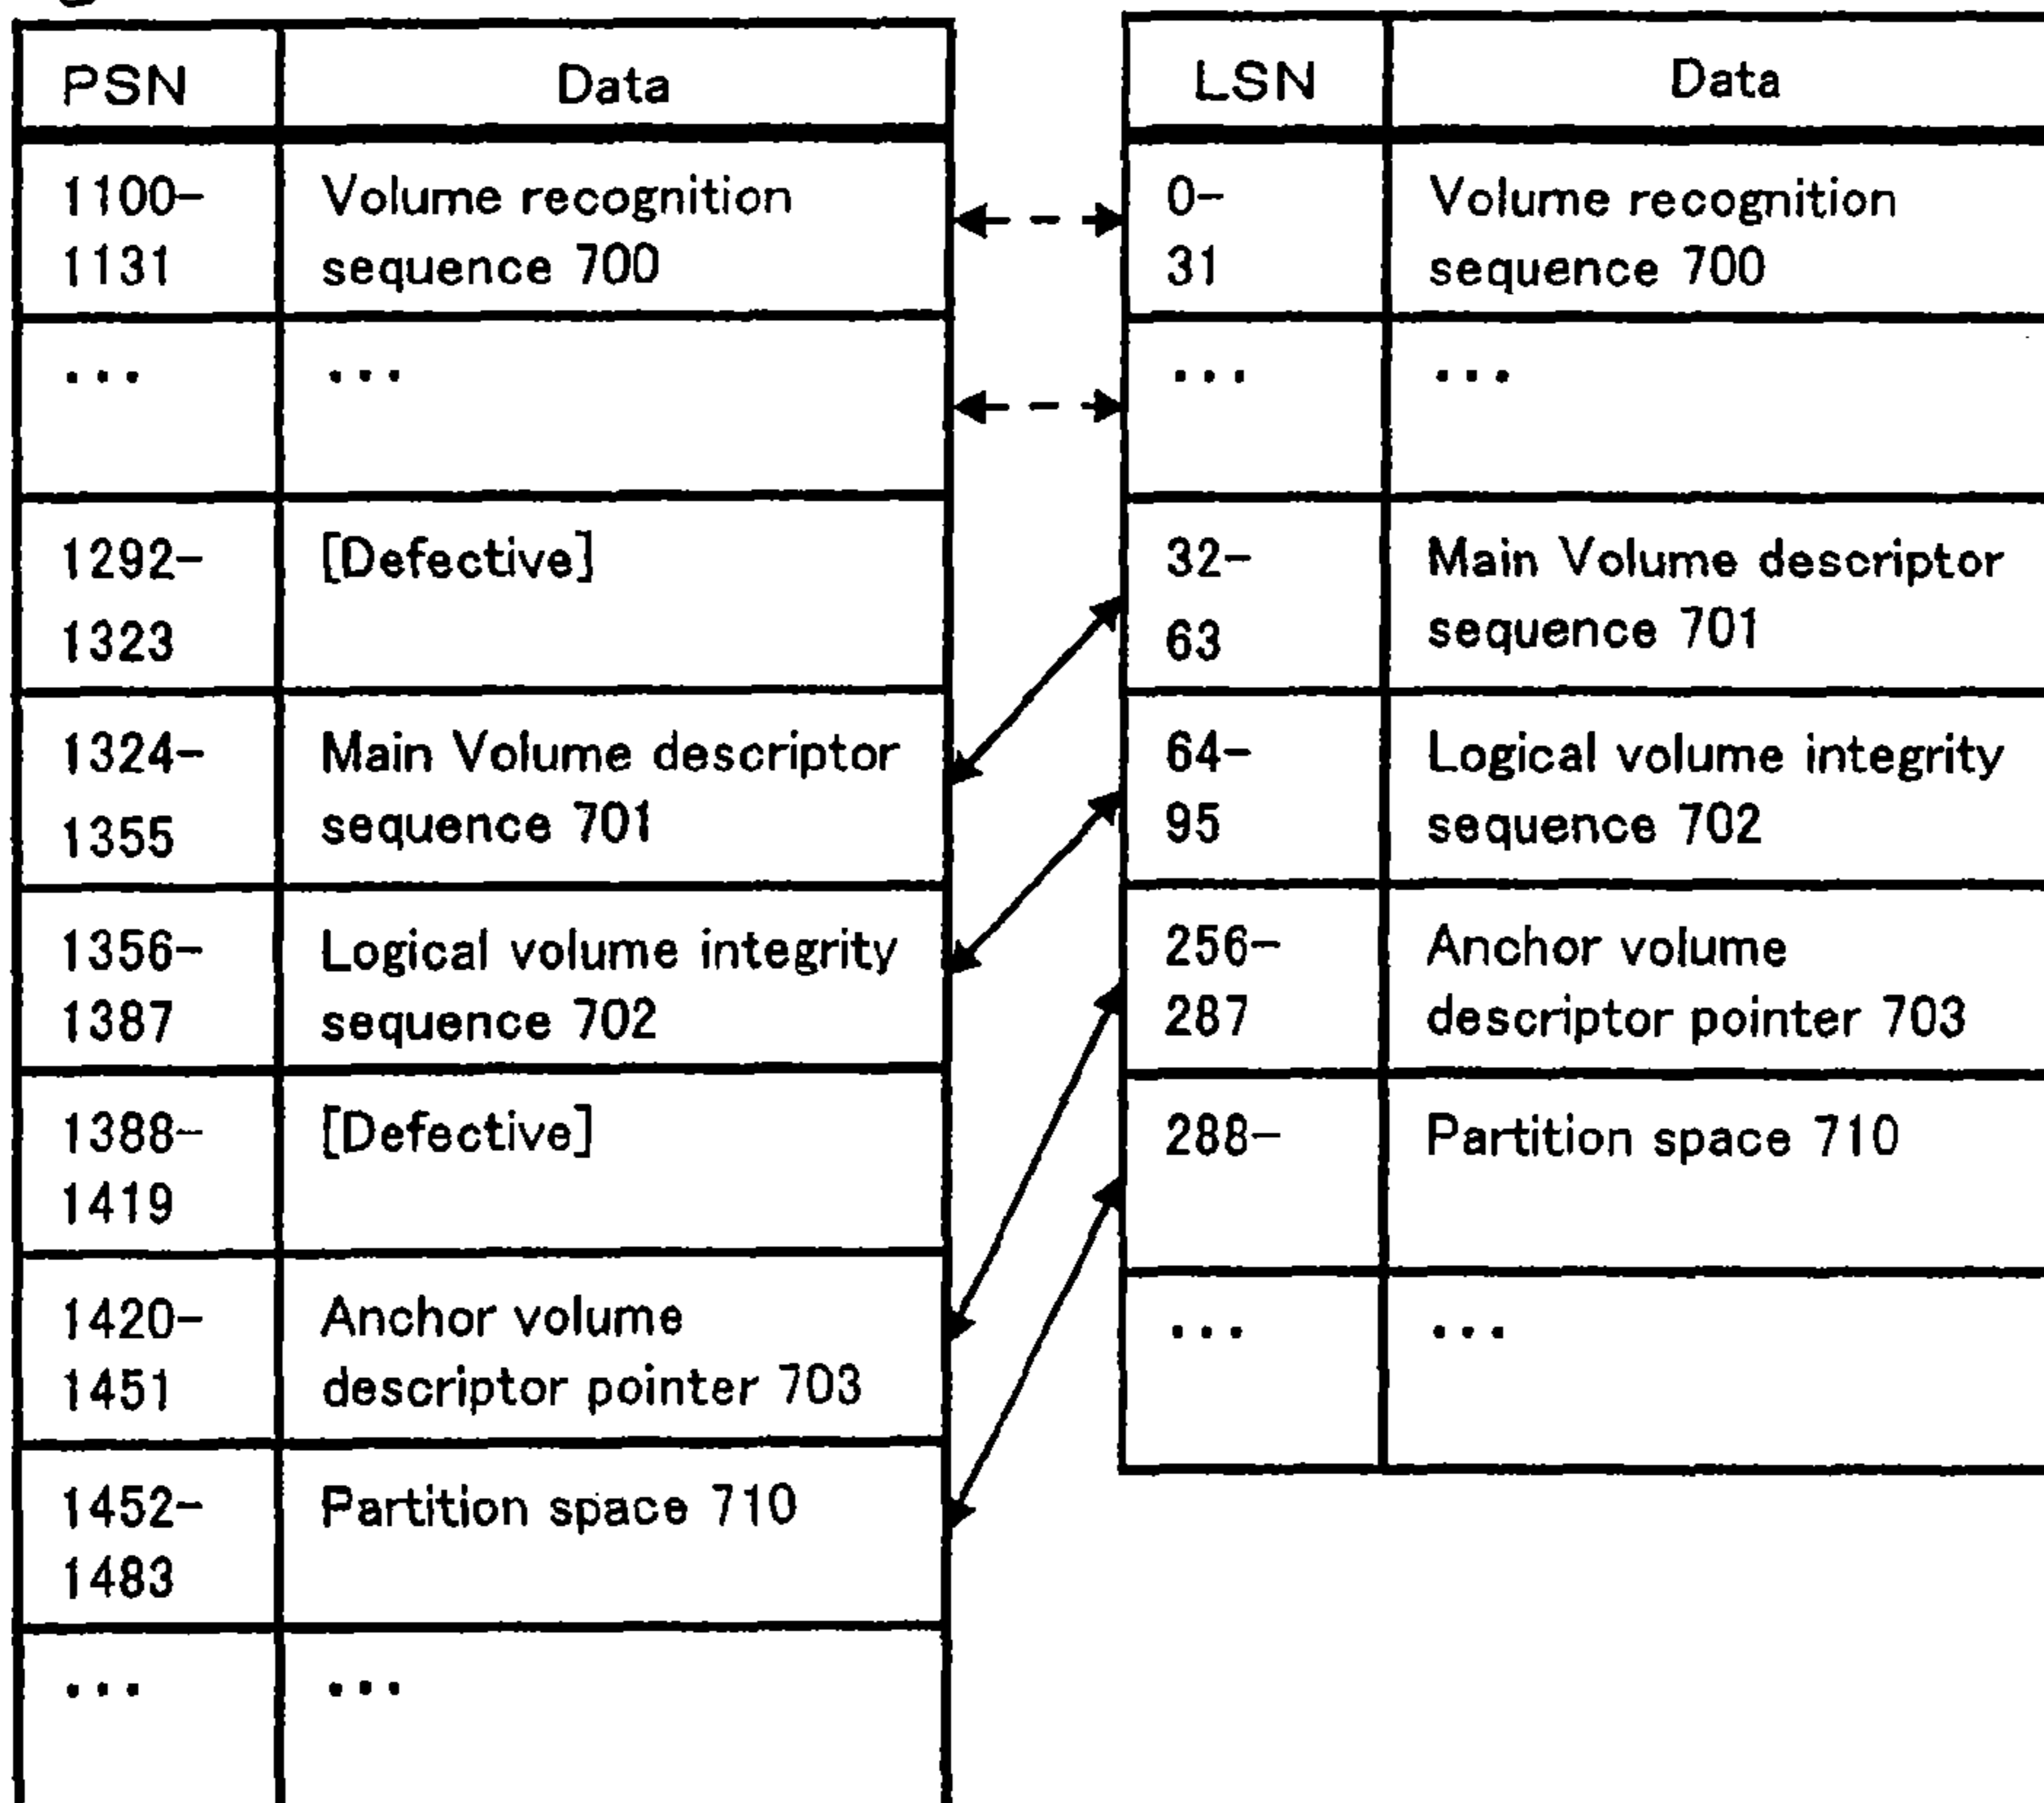 PSN Data
1100- Volume recognition
1131 sequence 700
... ...
1292- [Defective]
1323
1324- Main Volume descriptor
1355 sequence 701
1356- Logical volume integrity
1387 sequence 702
1388- [Defective]
1419
1420- Anchor volume
1451 descriptor pointer 703
1452- Partition space 710
1483
... ...
LSN Data
0- Volume recognition
31 sequence 700
... ...
32- Main Volume descriptor
63 sequence 701
64- Logical volume integrity
95 sequence 702
256- Anchor volume
287 descriptor pointer 703
288- Partition space 710
... ...